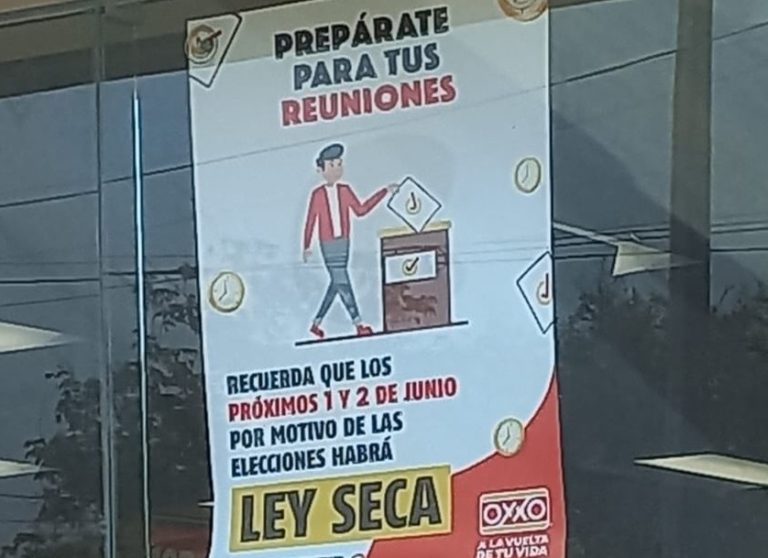 PREPÁRATE
PARA TUS
REUNIONES
RECUERDA QUE LOS
PRÓXIMOS 1 Y 2 DE JUNIO
POR MOTIVO DE LAS
ELECCIONES HABRÁ
LEY SECA
OXXO
A LA VUELTA
DE TU VIDA